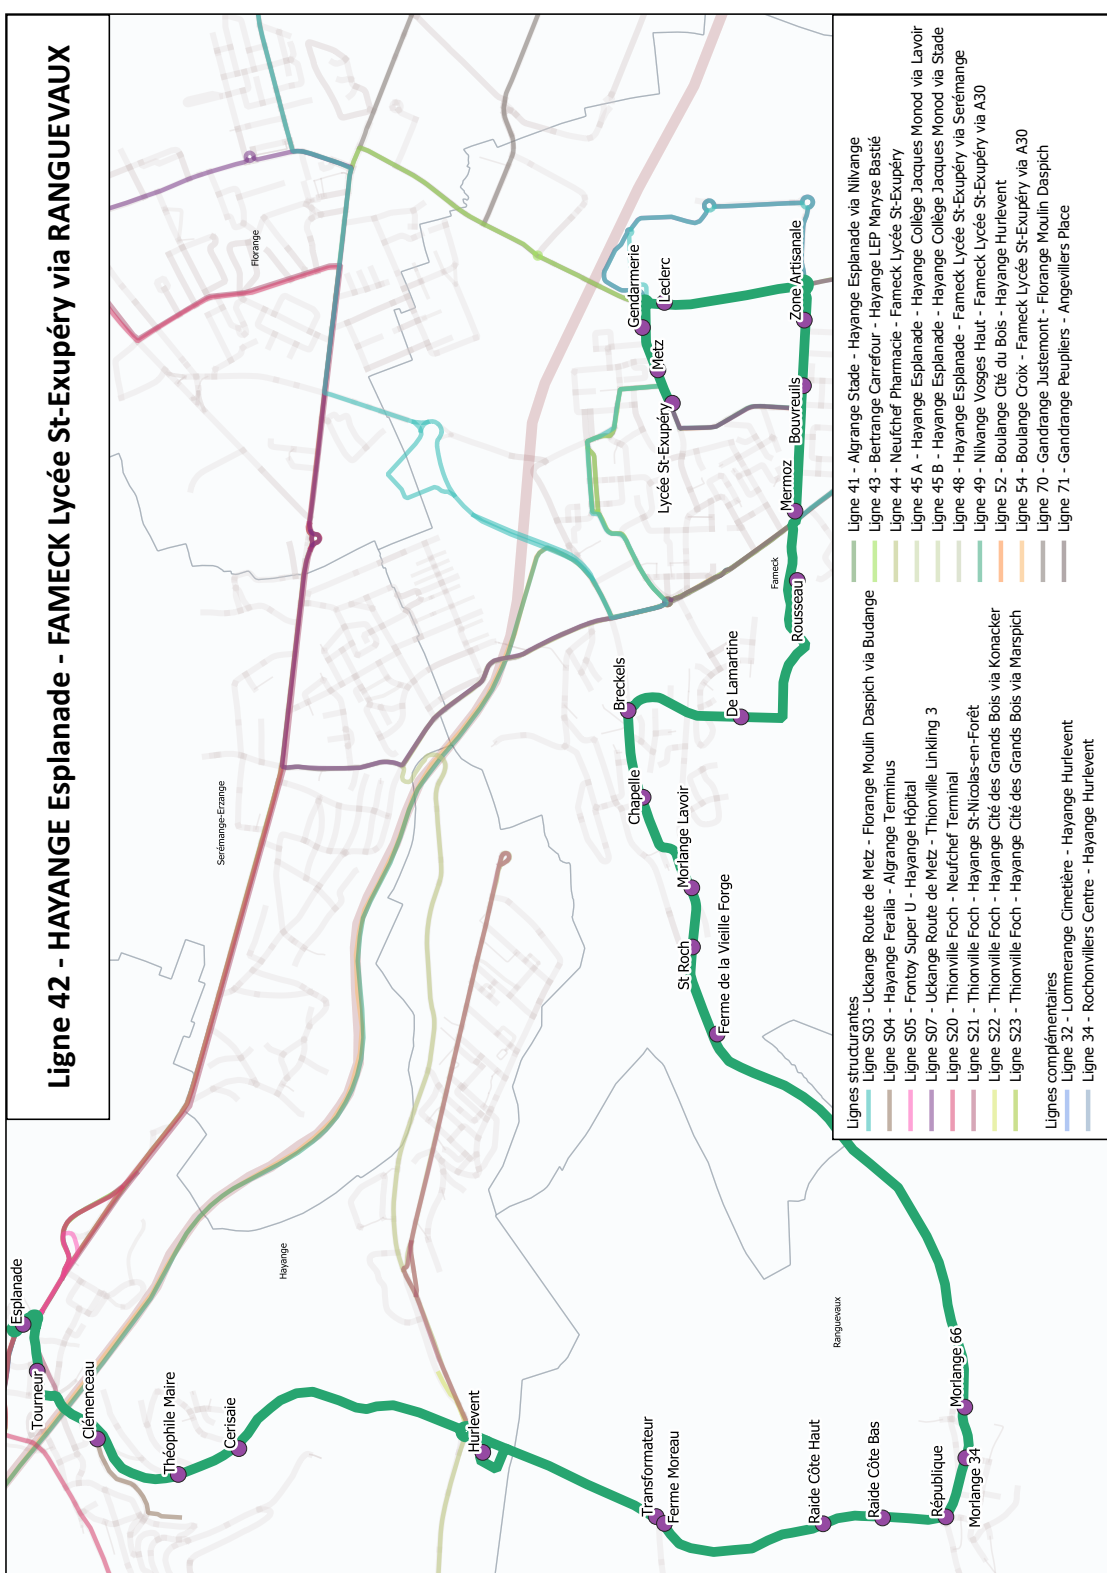 Ligne 42 - HAYANGE Esplanade - FAMECK Lycée St-Exupéry via RANGUEVAUX
Esplanade
Tourneur
Clémenceau
Théophile Maire
Cerisaie
Hurlevent
Transformateur
Ferme Moreau
Raide Côte Haut
Raide Côte Bas
République
Morlange 34
Morlange 66
Ferme de la Vieille Forge
St Roch
Morlange Lavoir
Chapelle
Breckels
De Lamartine
Rousseau
Mermoz
Bouvreuils
Zone Artisanale
Leclerc
Gendarmerie
Metz
Lycée St-Exupéry
Florange
Serémange-Erzange
Hayange
Ranguevaux
Fameck
Lignes structurantes
Ligne S03 - Uckange Route de Metz - Florange Moulin Daspich via Budange
Ligne S04 - Hayange Feralia - Algrange Terminus
Ligne S05 - Fontoy Super U - Hayange Hôpital
Ligne S07 - Uckange Route de Metz - Thionville Linkling 3
Ligne S20 - Thionville Foch - Neufchef Terminal
Ligne S21 - Thionville Foch - Hayange St-Nicolas-en-Forêt
Ligne S22 - Thionville Foch - Hayange Cité des Grands Bois via Konacker
Ligne S23 - Thionville Foch - Hayange Cité des Grands Bois via Marspich
Lignes complémentaires
Ligne 32 - Lommerange Cimetière - Hayange Hurlevent
Ligne 34 - Rochonvillers Centre - Hayange Hurlevent
Ligne 41 - Algrange Stade - Hayange Esplanade via Nilvange
Ligne 43 - Bertrange Carrefour - Hayange LEP Maryse Bastié
Ligne 44 - Neufchef Pharmacie - Fameck Lycée St-Exupéry
Ligne 45 A - Hayange Esplanade - Hayange Collège Jacques Monod via Lavoir
Ligne 45 B - Hayange Esplanade - Hayange Collège Jacques Monod via Stade
Ligne 48 - Hayange Esplanade - Fameck Lycée St-Exupéry via Serémange
Ligne 49 - Nilvange Vosges Haut - Fameck Lycée St-Exupéry via A30
Ligne 52 - Boulange Cité du Bois - Hayange Hurlevent
Ligne 54 - Boulange Croix - Fameck Lycée St-Exupéry via A30
Ligne 70 - Gandrange Justemont - Florange Moulin Daspich
Ligne 71 - Gandrange Peupliers - Angevillers Place